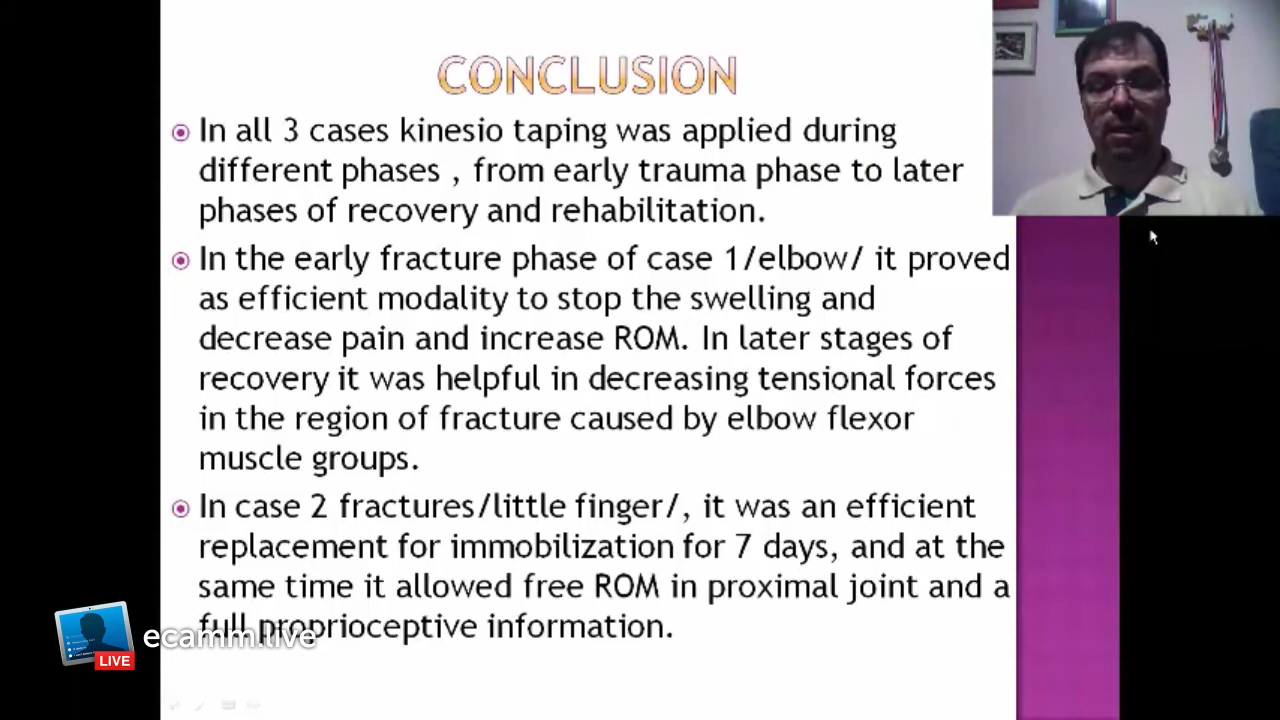 CONCLUSION
In all 3 cases kinesio taping was applied during
different phases , from early trauma phase to later
phases of recovery and rehabilitation.
In the early fracture phase of case 1/elbow/ it proved
as efficient modality to stop the swelling and
decrease pain and increase ROM. In later stages of
recovery it was helpful in decreasing tensional forces
in the region of fracture caused by elbow flexor
muscle groups.
In case 2 fractures/little finger/, it was an efficient
replacement for immobilization for 7 days, and at the
same time it allowed free ROM in proximal joint and a
full proprioceptive information.
ecamm.live
LIVE